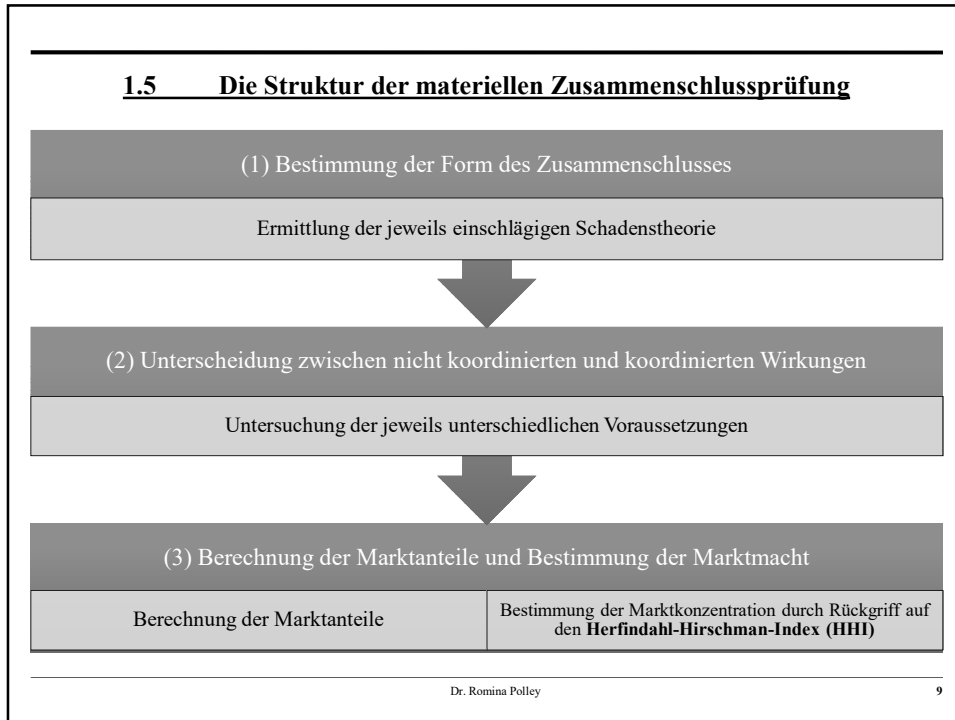 1.5 Die Struktur der materiellen Zusammenschlussprüfung
(1) Bestimmung der Form des Zusammenschlusses
Ermittlung der jeweils einschlägigen Schadenstheorie
(2) Unterscheidung zwischen nicht koordinierten und koordinierten Wirkungen
Untersuchung der jeweils unterschiedlichen Voraussetzungen
(3) Berechnung der Marktanteile und Bestimmung der Marktmacht
Berechnung der Marktanteile
Bestimmung der Marktkonzentration durch Rückgriff auf
den Herfindahl-Hirschman-Index (HHI)
Dr. Romina Polley
9